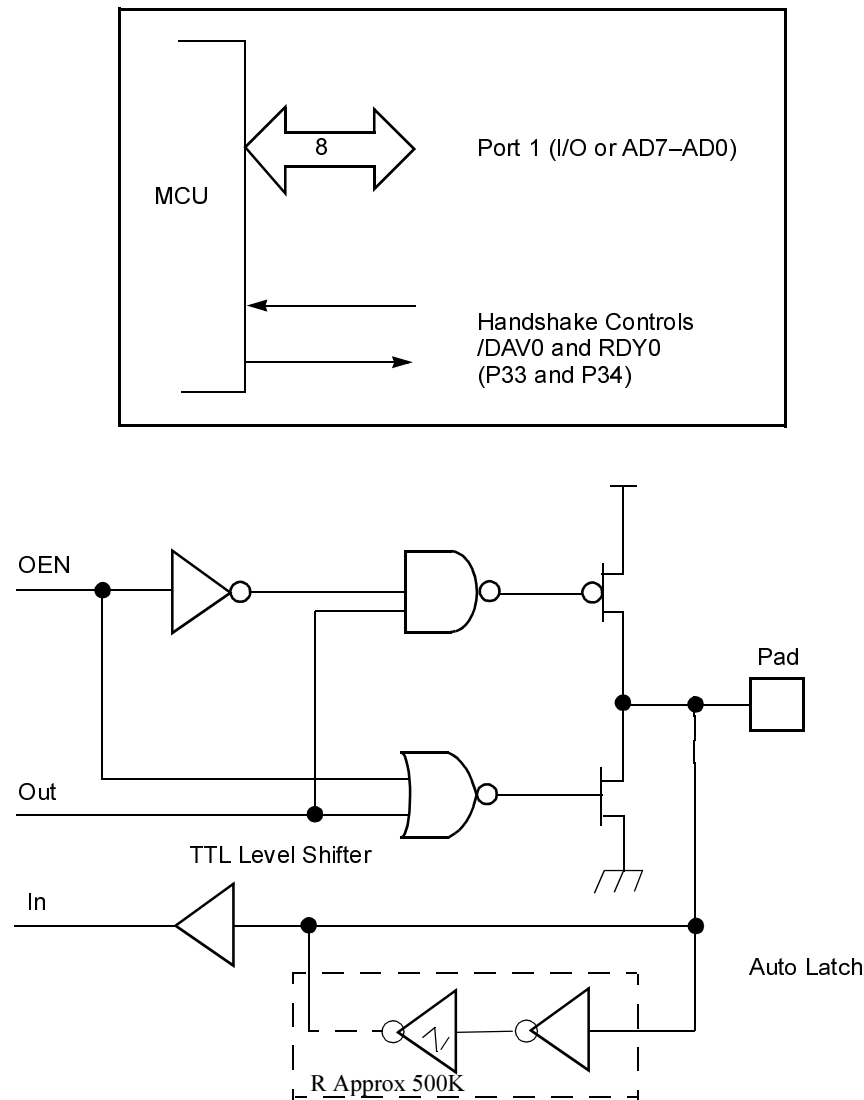 8
Port 1 (I/O or AD7–AD0)
MCU
Handshake Controls
/DAV0 and RDY0
(P33 and P34)
OEN
Pad
Out
TTL Level Shifter
In
Auto Latch
R Approx 500K